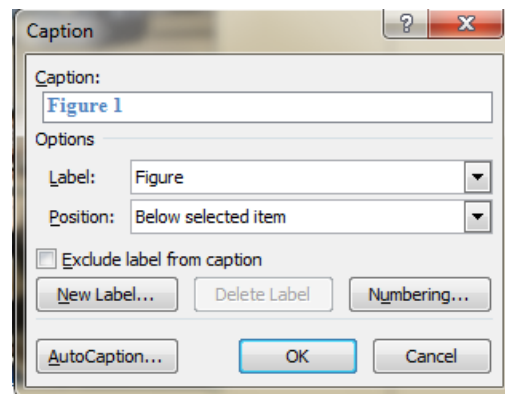 Caption
Caption:
Figure 1
Options
Label: Figure
Position: Below selected item
Exclude label from caption
New Label... Delete Label Numbering...
AutoCaption... OK Cancel